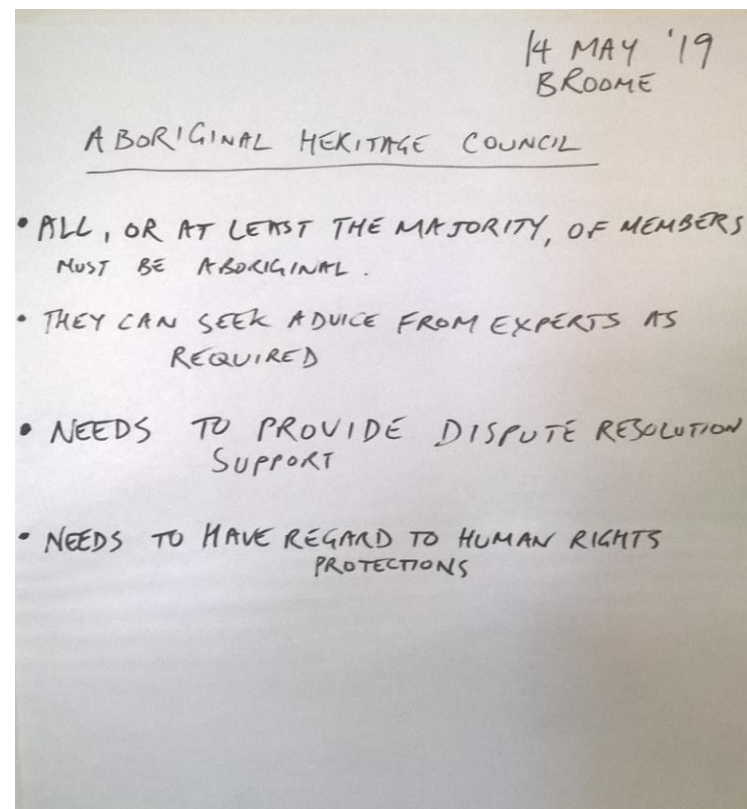 14 MAY '19
BROOME
ABORIGINAL HERITAGE COUNCIL
• ALL, OR AT LEAST THE MAJORITY, OF MEMBERS
MUST BE ABORIGINAL.
• THEY CAN SEEK ADVICE FROM EXPERTS AS
REQUIRED
• NEEDS TO PROVIDE DISPUTE RESOLUTION
SUPPORT
• NEEDS TO HAVE REGARD TO HUMAN RIGHTS
PROTECTIONS